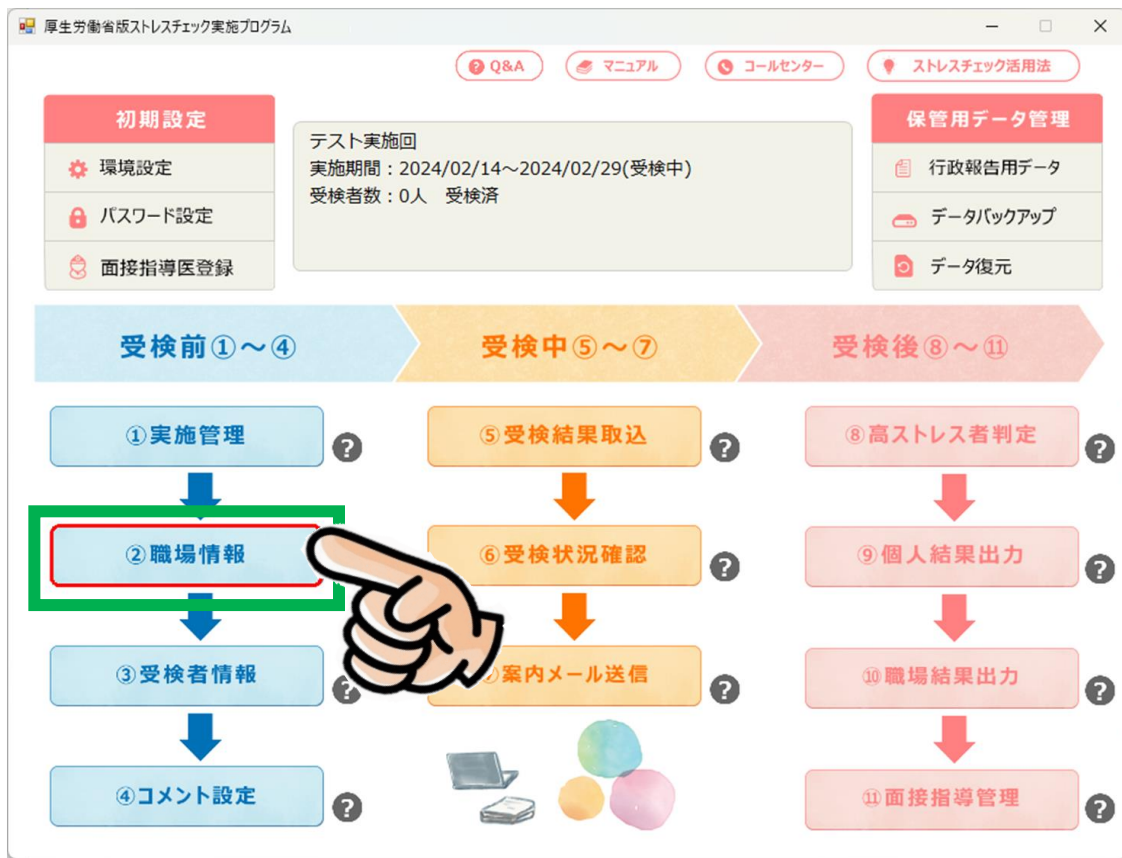 厚生労働省版ストレスチェック実施プログラム
Q&A
マニュアル
コールセンター
ストレスチェック活用法
初期設定
環境設定
パスワード設定
面接指導医登録
テスト実施回
実施期間：2024/02/14～2024/02/29(受検中)
受検者数：0人　受検済
保管用データ管理
行政報告用データ
データバックアップ
データ復元
受検前①～④
受検中⑤～⑦
受検後⑧～⑪
①実施管理
?
⑤受検結果取込
?
⑧高ストレス者判定
?
②職場情報
⑥受検状況確認
?
⑨個人結果出力
?
③受検者情報
?
案内メール送信
?
⑩職場結果出力
?
④コメント設定
?
⑪面接指導管理
?